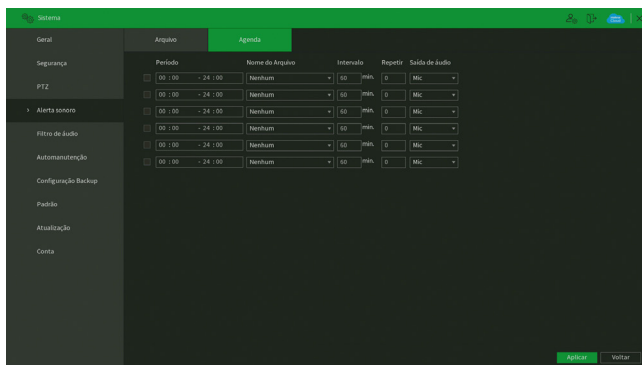 Sistema
Geral
Segurança
PTZ
> Alerta sonoro
Filtro de áudio
Automanutenção
Configuração Backup
Padrão
Atualização
Conta
Arquivo Agenda
Período Nome do Arquivo Intervalo Repetir Saída de áudio
00 : 00 - 24 : 00 Nenhum 60 min. 0 Mic
00 : 00 - 24 : 00 Nenhum 60 min. 0 Mic
00 : 00 - 24 : 00 Nenhum 60 min. 0 Mic
00 : 00 - 24 : 00 Nenhum 60 min. 0 Mic
00 : 00 - 24 : 00 Nenhum 60 min. 0 Mic
00 : 00 - 24 : 00 Nenhum 60 min. 0 Mic
Aplicar Voltar